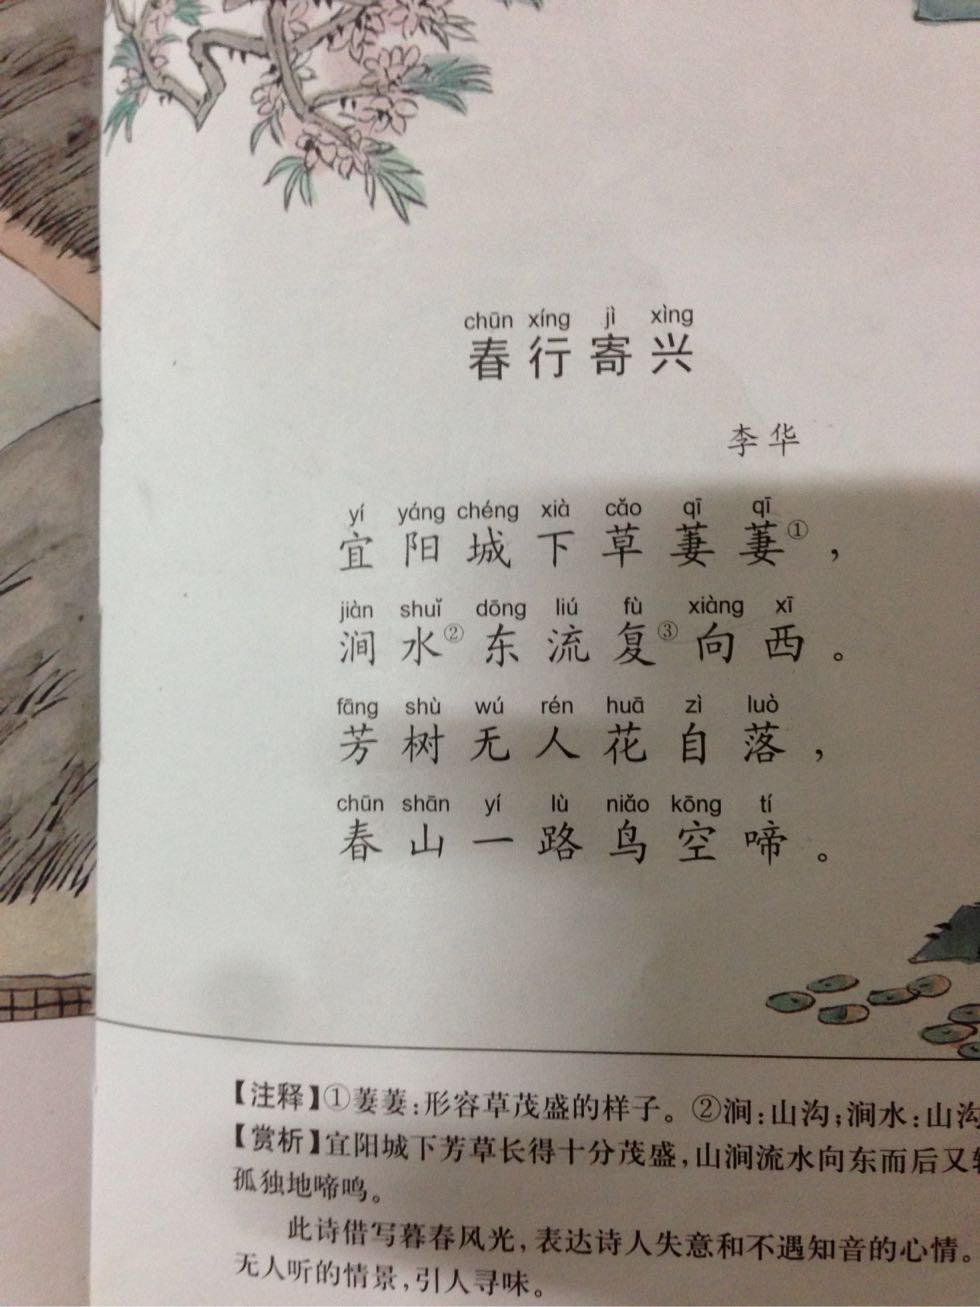 chūn xíng jì xìng
春行寄兴
李华
yí yáng chéng xià cǎo qī qī
宜阳城下草萋萋①，
jiàn shuǐ dōng liú fù xiàng xī
涧水②东流复③向西。
fāng shù wú rén huā zì luò
芳树无人花自落，
chūn shān yí lù niǎo kōng tí
春山一路鸟空啼。
【注释】①萋萋：形容草茂盛的样子。②涧：山沟；涧水：山沟
【赏析】宜阳城下芳草长得十分茂盛，山涧流水向东而后又
孤独地啼鸣。
此诗借写暮春风光，表达诗人失意和不遇知音的心情。
无人听的情景，引人寻味。